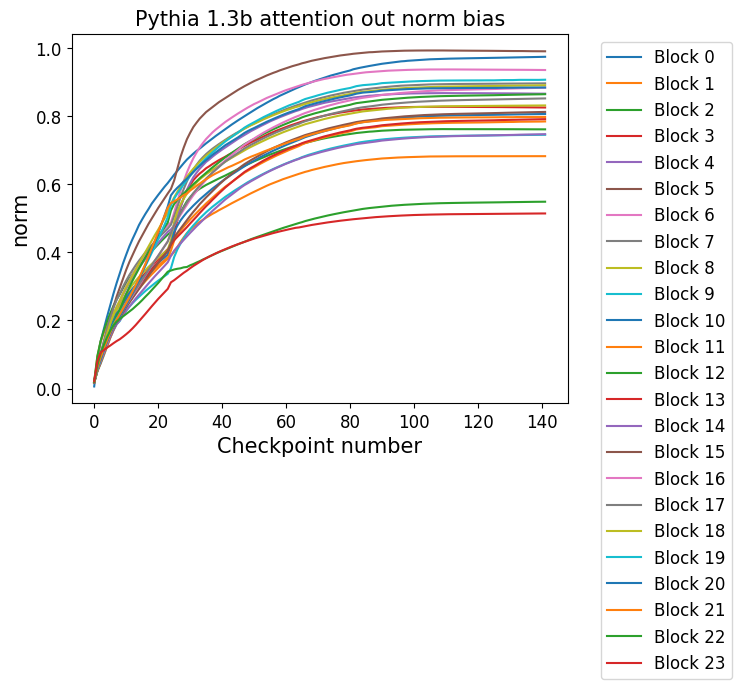 Pythia 1.3b attention out norm bias
norm
1.0
0.8
0.6
0.4
0.2
0.0
0 20 40 60 80 100 120 140
Checkpoint number
Block 0
Block 1
Block 2
Block 3
Block 4
Block 5
Block 6
Block 7
Block 8
Block 9
Block 10
Block 11
Block 12
Block 13
Block 14
Block 15
Block 16
Block 17
Block 18
Block 19
Block 20
Block 21
Block 22
Block 23